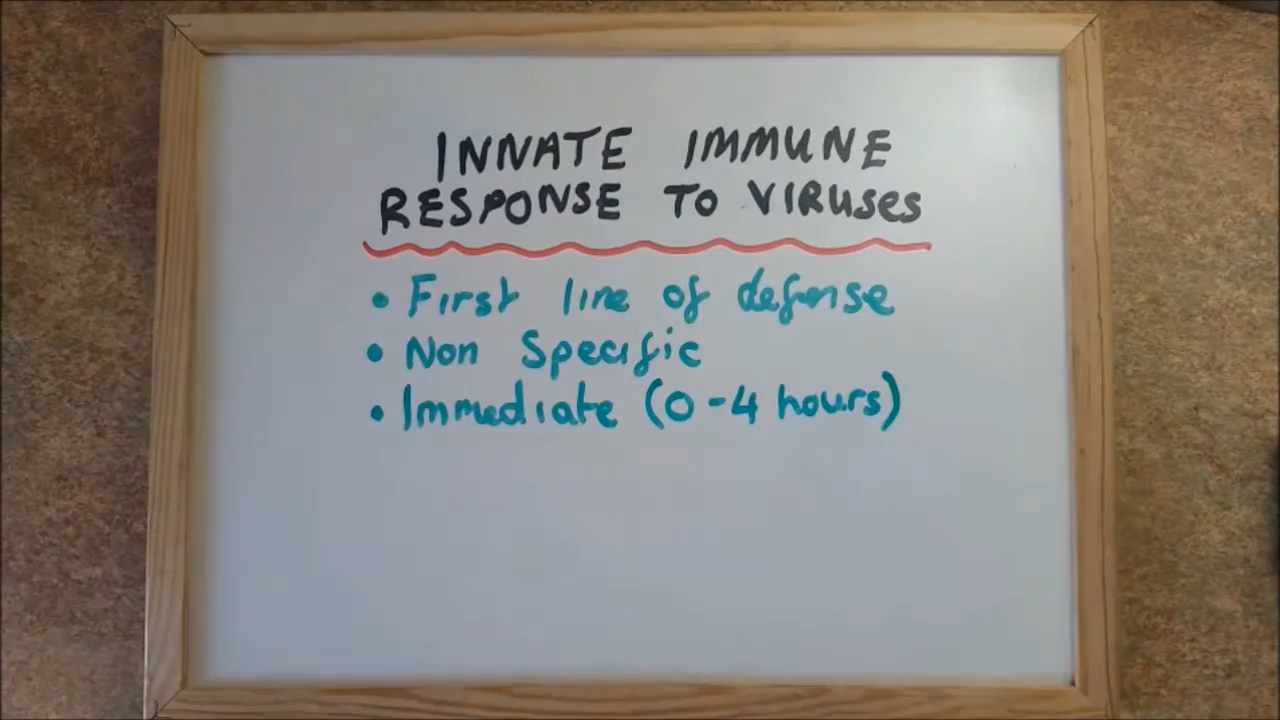 INNATE IMMUNE
RESPONSE TO VIRUSES
• First line of defense
• Non Specific
• Immediate (0-4 hours)